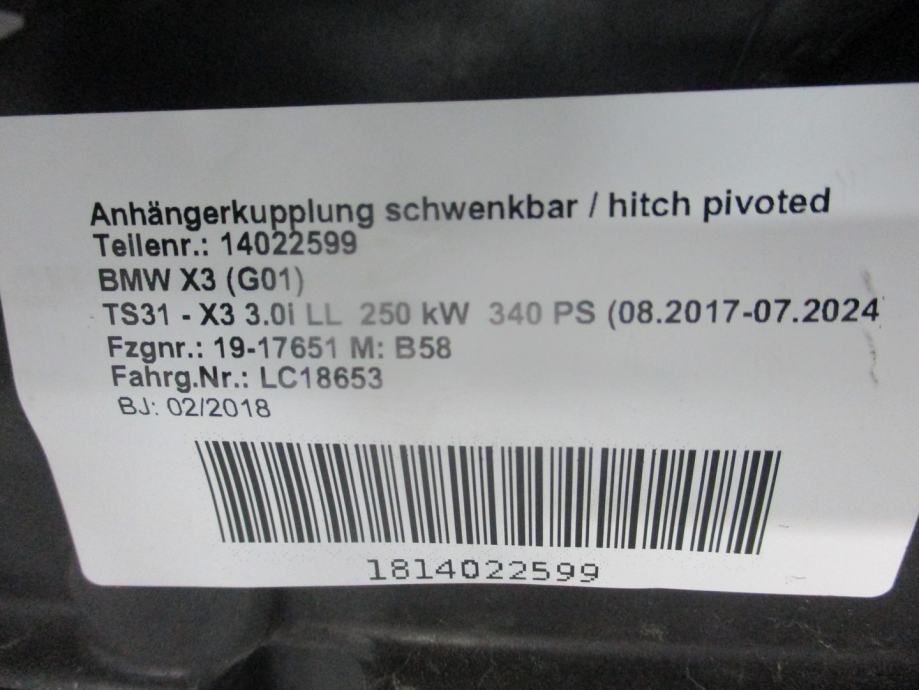 Anhängerkupplung schwenkbar / hitch pivoted
Teilenr.: 14022599
BMW X3 (G01)
TS31 - X3 3.0i LL 250 kW 340 PS (08.2017-07.2024
Fzgnr.: 19-17651 M: B58
Fahrg.Nr.: LC18653
BJ: 02/2018
1814022599